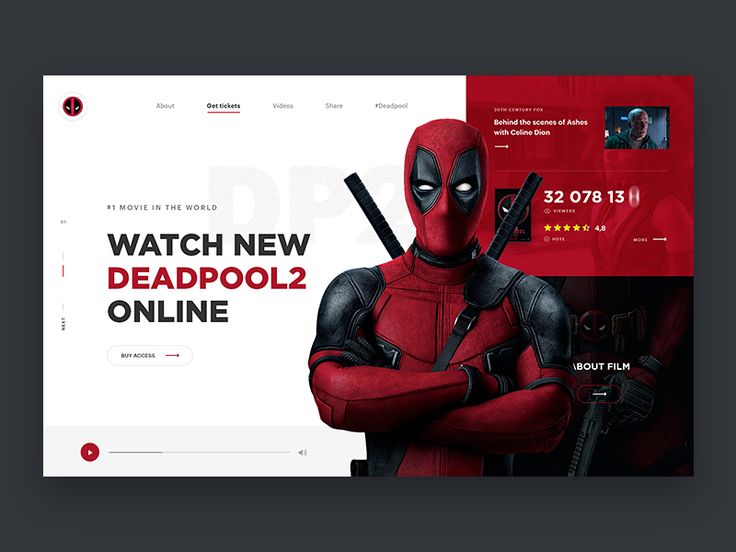 About Get tickets Videos Share #Deadpool
20TH CENTURY FOX
Behind the scenes of Ashes
with Celine Dion
DP2
01
#1 MOVIE IN THE WORLD
WATCH NEW
DEADPOOL2
ONLINE
NEXT
BUY ACCESS
32 078 13
VIEWERS
4,8
VOTE
MORE
ABOUT FILM